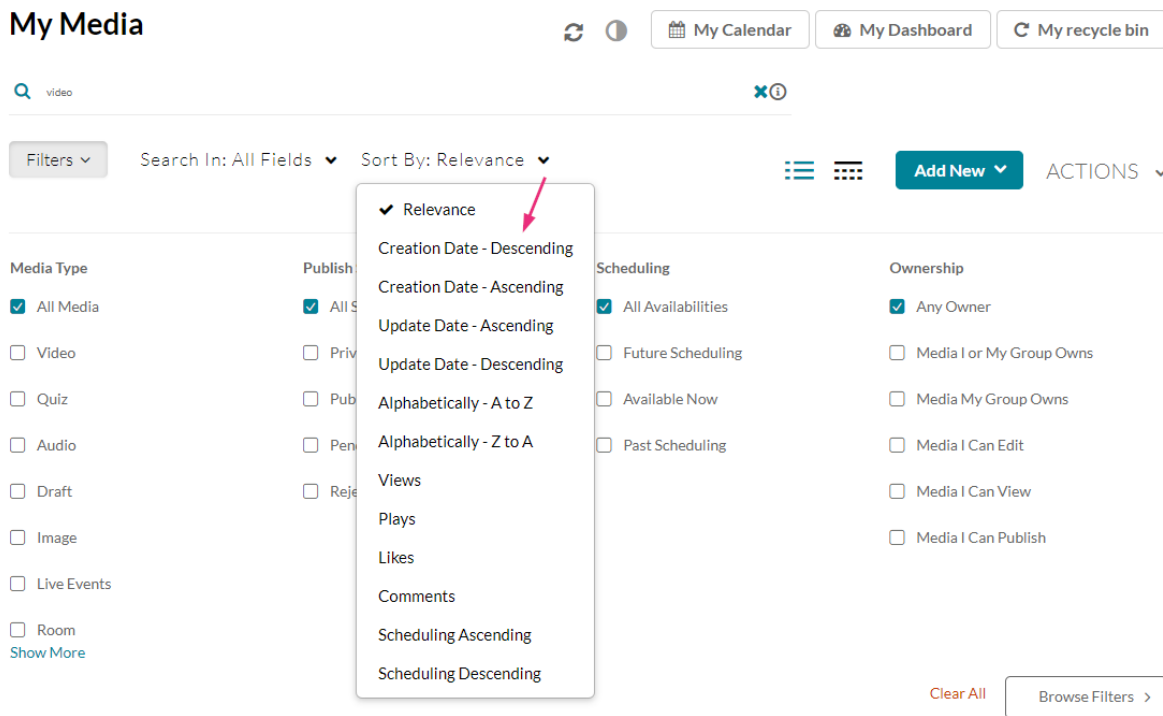 My Media
My Calendar
My Dashboard
My recycle bin
video
Filters
Search In: All Fields
Sort By: Relevance
Add New
ACTIONS
Relevance
Creation Date - Descending
Creation Date - Ascending
Update Date - Ascending
Update Date - Descending
Alphabetically - A to Z
Alphabetically - Z to A
Views
Plays
Likes
Comments
Scheduling Ascending
Scheduling Descending
Media Type
All Media
Video
Quiz
Audio
Draft
Image
Live Events
Room
Show More
Publish
All
Scheduling
All Availabilities
Future Scheduling
Available Now
Past Scheduling
Ownership
Any Owner
Media I or My Group Owns
Media My Group Owns
Media I Can Edit
Media I Can View
Media I Can Publish
Clear All
Browse Filters